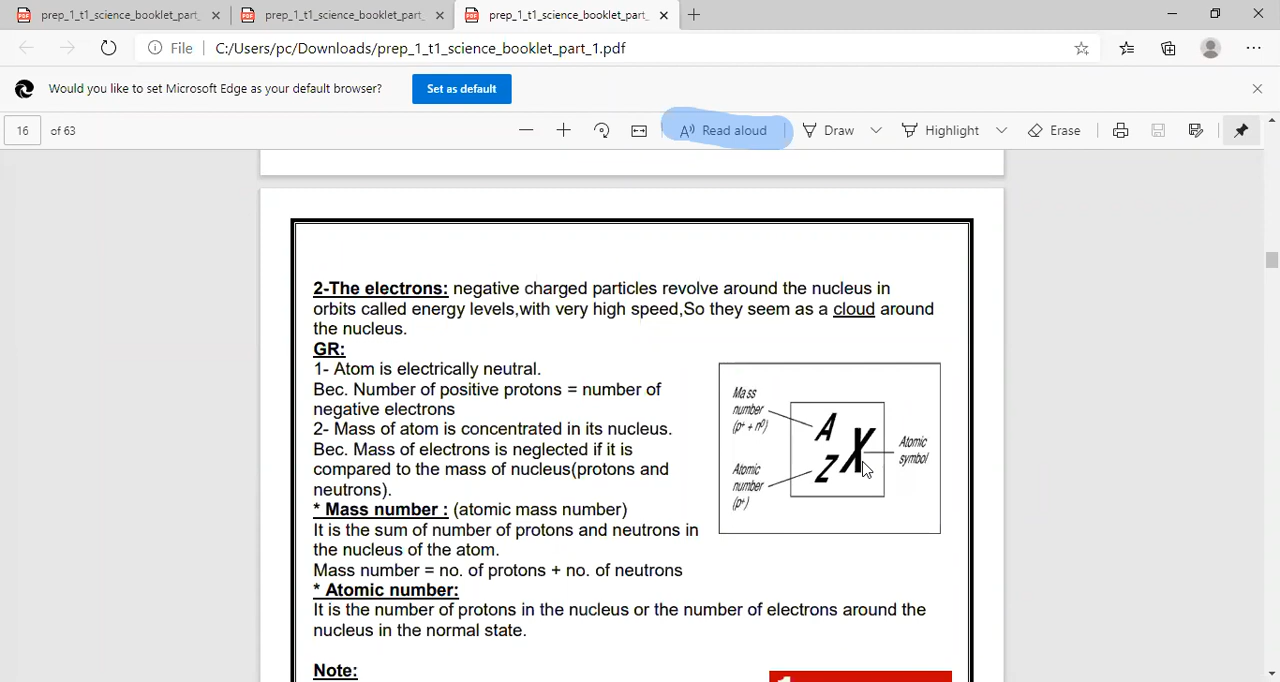 prep_1_t1_science_booklet_part_
prep_1_t1_science_booklet_part_
prep_1_t1_science_booklet_part_
File
C:/Users/pc/Downloads/prep_1_t1_science_booklet_part_1.pdf
Would you like to set Microsoft Edge as your default browser?
Set as default
16 of 63
Read aloud
Draw
Highlight
Erase
2-The electrons: negative charged particles revolve around the nucleus in
orbits called energy levels,with very high speed,So they seem as a cloud around
the nucleus.
GR:
1- Atom is electrically neutral.
Bec. Number of positive protons = number of
negative electrons
2- Mass of atom is concentrated in its nucleus.
Bec. Mass of electrons is neglected if it is
compared to the mass of nucleus(protons and
neutrons).
* Mass number : (atomic mass number)
It is the sum of number of protons and neutrons in
the nucleus of the atom.
Mass number = no. of protons + no. of neutrons
* Atomic number:
It is the number of protons in the nucleus or the number of electrons around the
nucleus in the normal state.
Note:
Mass
number
(p⁺ + n⁰)
Atomic
number
(p⁺)
A
Z
X
Atomic
symbol